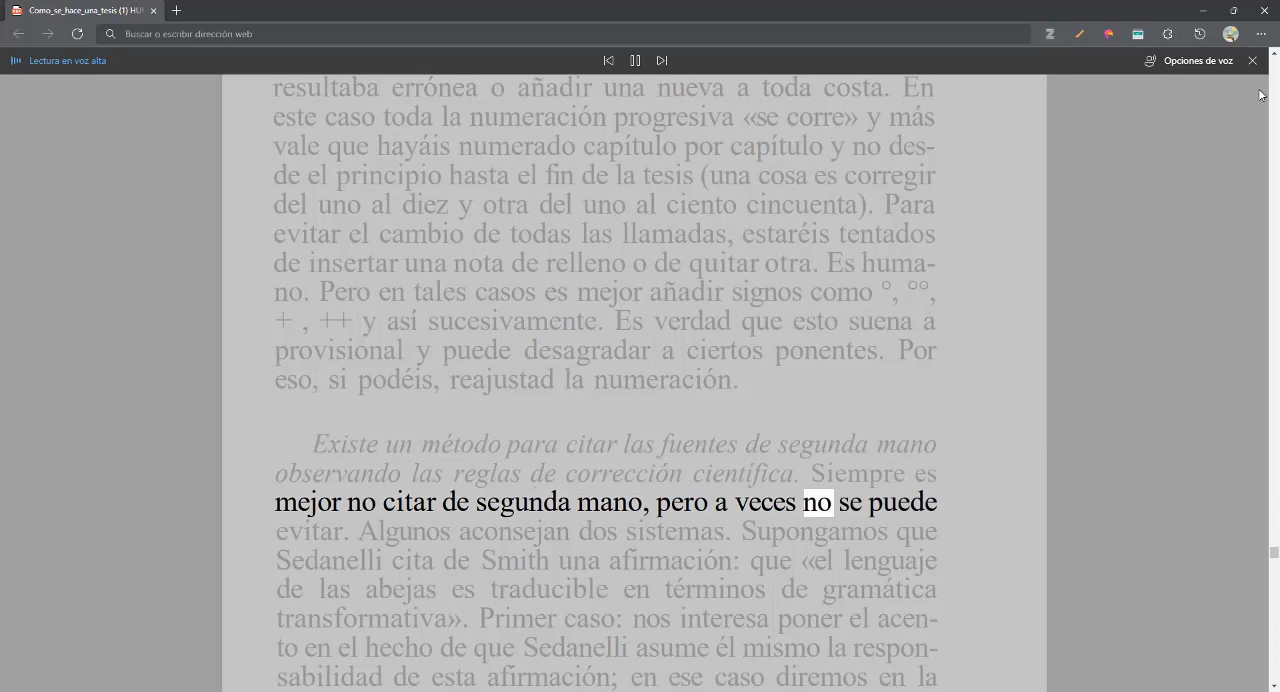 Como_se_hace_una_tesis (1) HU
Buscar o escribir dirección web
Lectura en voz alta
Opciones de voz
resultaba errónea o añadir una nueva a toda costa. En
este caso toda la numeración progresiva «se corre» y más
vale que hayáis numerado capítulo por capítulo y no des-
de el principio hasta el fin de la tesis (una cosa es corregir
del uno al diez y otra del uno al ciento cincuenta). Para
evitar el cambio de todas las llamadas, estaréis tentados
de insertar una nota de relleno o de quitar otra. Es huma-
no. Pero en tales casos es mejor añadir signos como °, °°,
+ , ++ y así sucesivamente. Es verdad que esto suena a
provisional y puede desagradar a ciertos ponentes. Por
eso, si podéis, reajustad la numeración.
Existe un método para citar las fuentes de segunda mano
observando las reglas de corrección científica. Siempre es
mejor no citar de segunda mano, pero a veces no se puede
evitar. Algunos aconsejan dos sistemas. Supongamos que
Sedanelli cita de Smith una afirmación: que «el lenguaje
de las abejas es traducible en términos de gramática
transformativa». Primer caso: nos interesa poner el acen-
to en el hecho de que Sedanelli asume él mismo la respon-
sabilidad de esta afirmación; en ese caso diremos en la